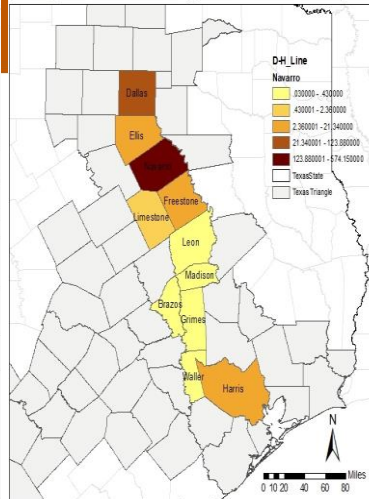 D-H_Line
Navarro
.030000 - .430000
.430001 - 2.360000
2.360001 - 21.340000
21.340001 - 123.880000
123.880001 - 574.150000
TexasState
Texas Triangle
Dallas
Ellis
Navarro
Freestone
Limestone
Leon
Madison
Brazos
Grimes
Waller
Harris
N
Miles
0 10 20 40 60 80